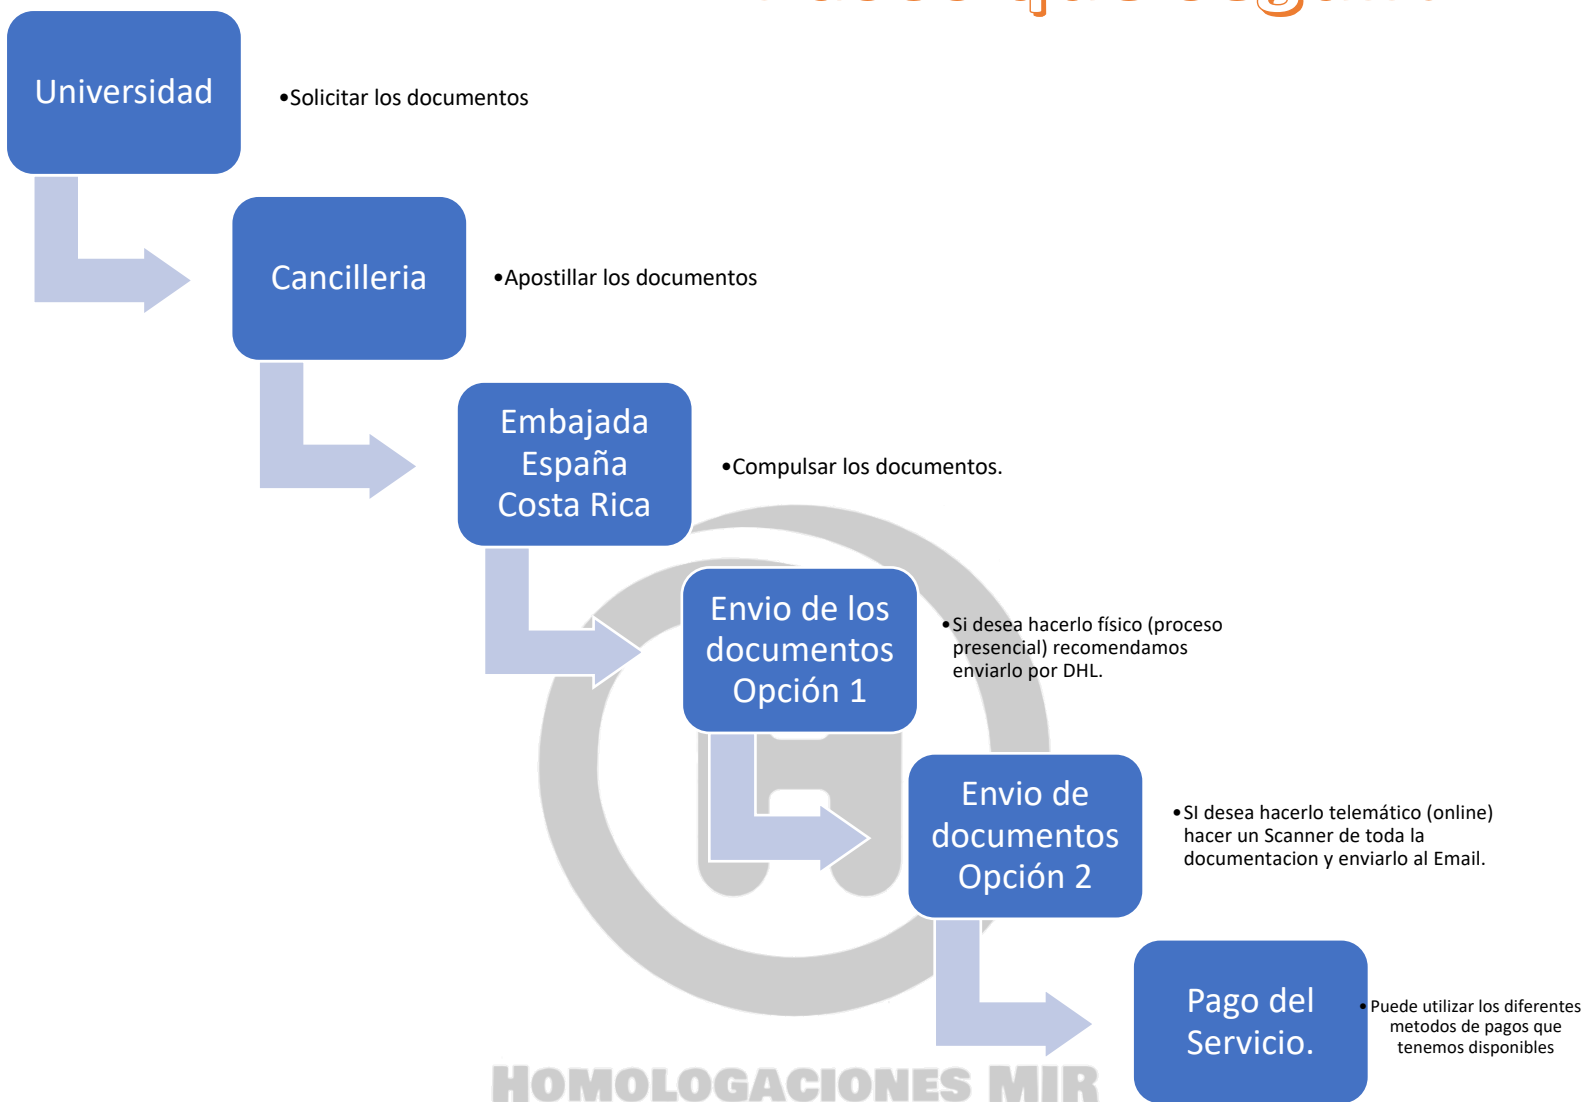 Universidad
•Solicitar los documentos
Cancilleria
•Apostillar los documentos
Embajada
España
Costa Rica
•Compulsar los documentos.
Envio de los
documentos
Opción 1
•Si desea hacerlo físico (proceso
presencial) recomendamos
enviarlo por DHL.
Envio de
documentos
Opción 2
•SI desea hacerlo telemático (online)
hacer un Scanner de toda la
documentacion y enviarlo al Email.
Pago del
Servicio.
•Puede utilizar los diferentes
metodos de pagos que
tenemos disponibles
HOMOLOGACIONES MIR